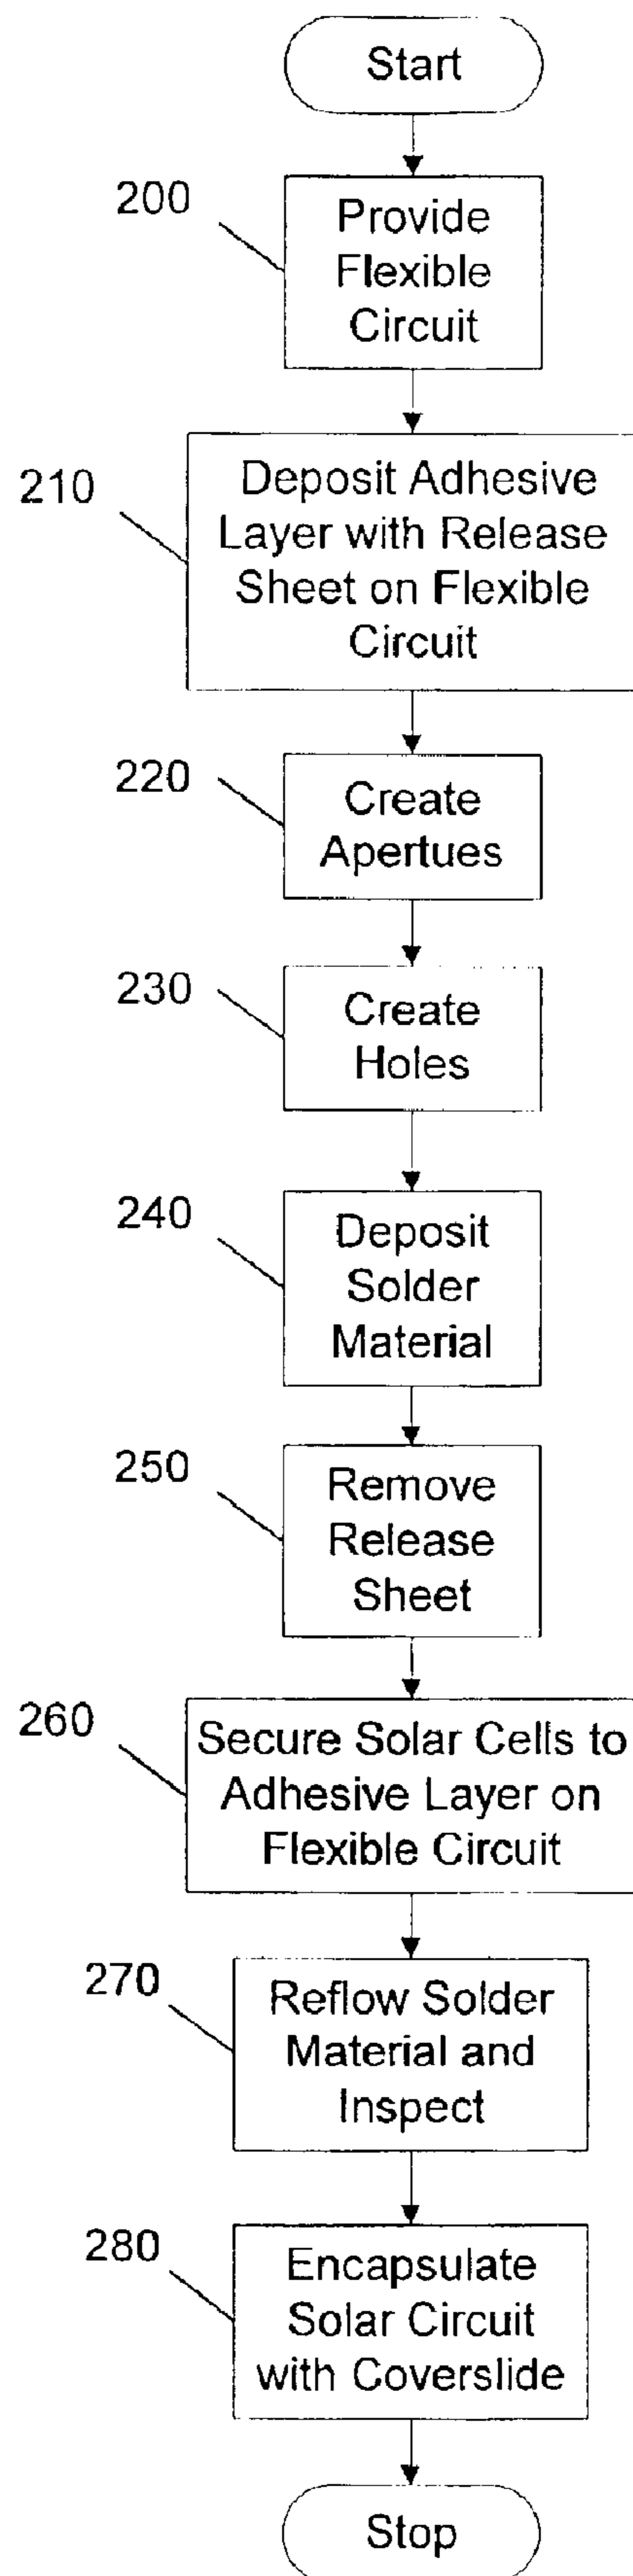 Start
200
Provide
Flexible
Circuit
210
Deposit Adhesive
Layer with Release
Sheet on Flexible
Circuit
220
Create
Apertues
230
Create
Holes
240
Deposit
Solder
Material
250
Remove
Release
Sheet
260
Secure Solar Cells to
Adhesive Layer on
Flexible Circuit
270
Reflow Solder
Material and
Inspect
280
Encapsulate
Solar Circuit
with Coverslide
Stop